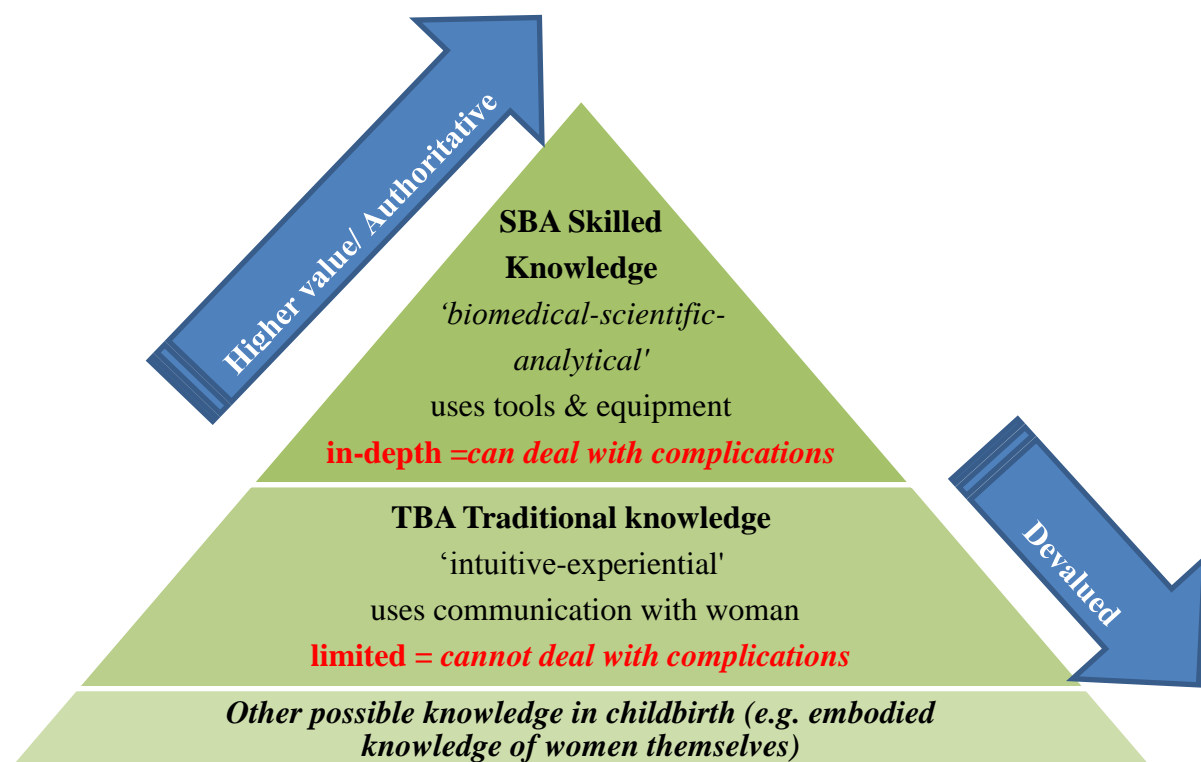 Higher value/ Authoritative
SBA Skilled
Knowledge
‘biomedical-scientific-
analytical'
uses tools & equipment
in-depth =can deal with complications
TBA Traditional knowledge
‘intuitive-experiential'
uses communication with woman
limited = cannot deal with complications
Devalued
Other possible knowledge in childbirth (e.g. embodied
knowledge of women themselves)